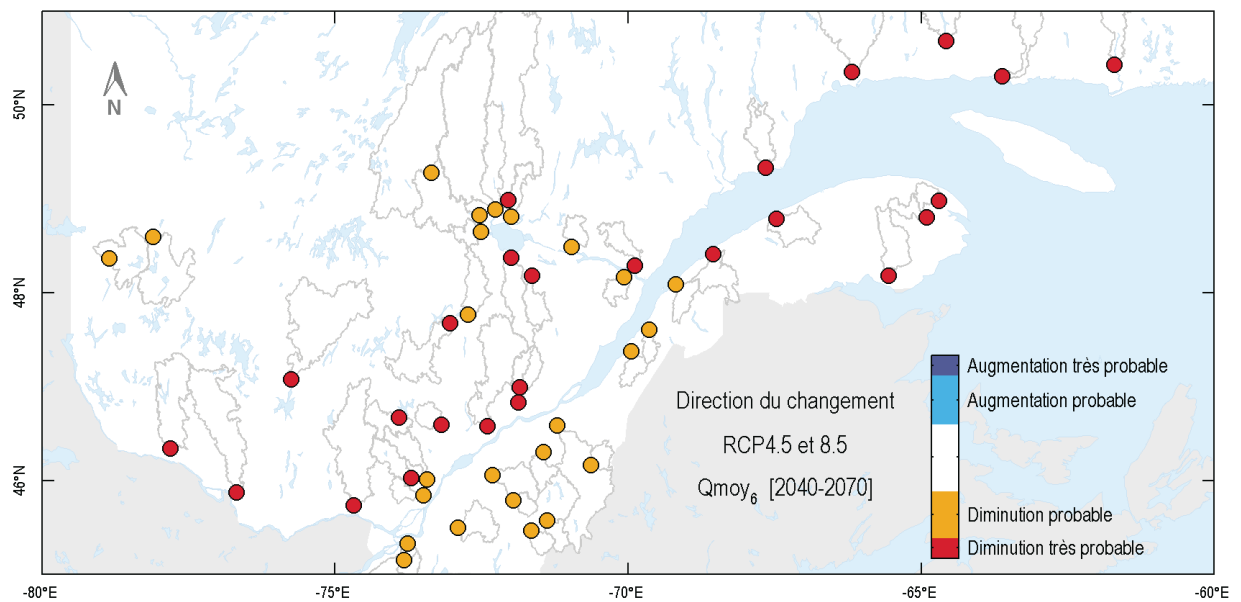 N
50°N
48°N
46°N
Direction du changement
RCP4.5 et 8.5
Qmoy6 [2040-2070]
Augmentation très probable
Augmentation probable
Diminution probable
Diminution très probable
-80°E
-75°E
-70°E
-65°E
-60°E